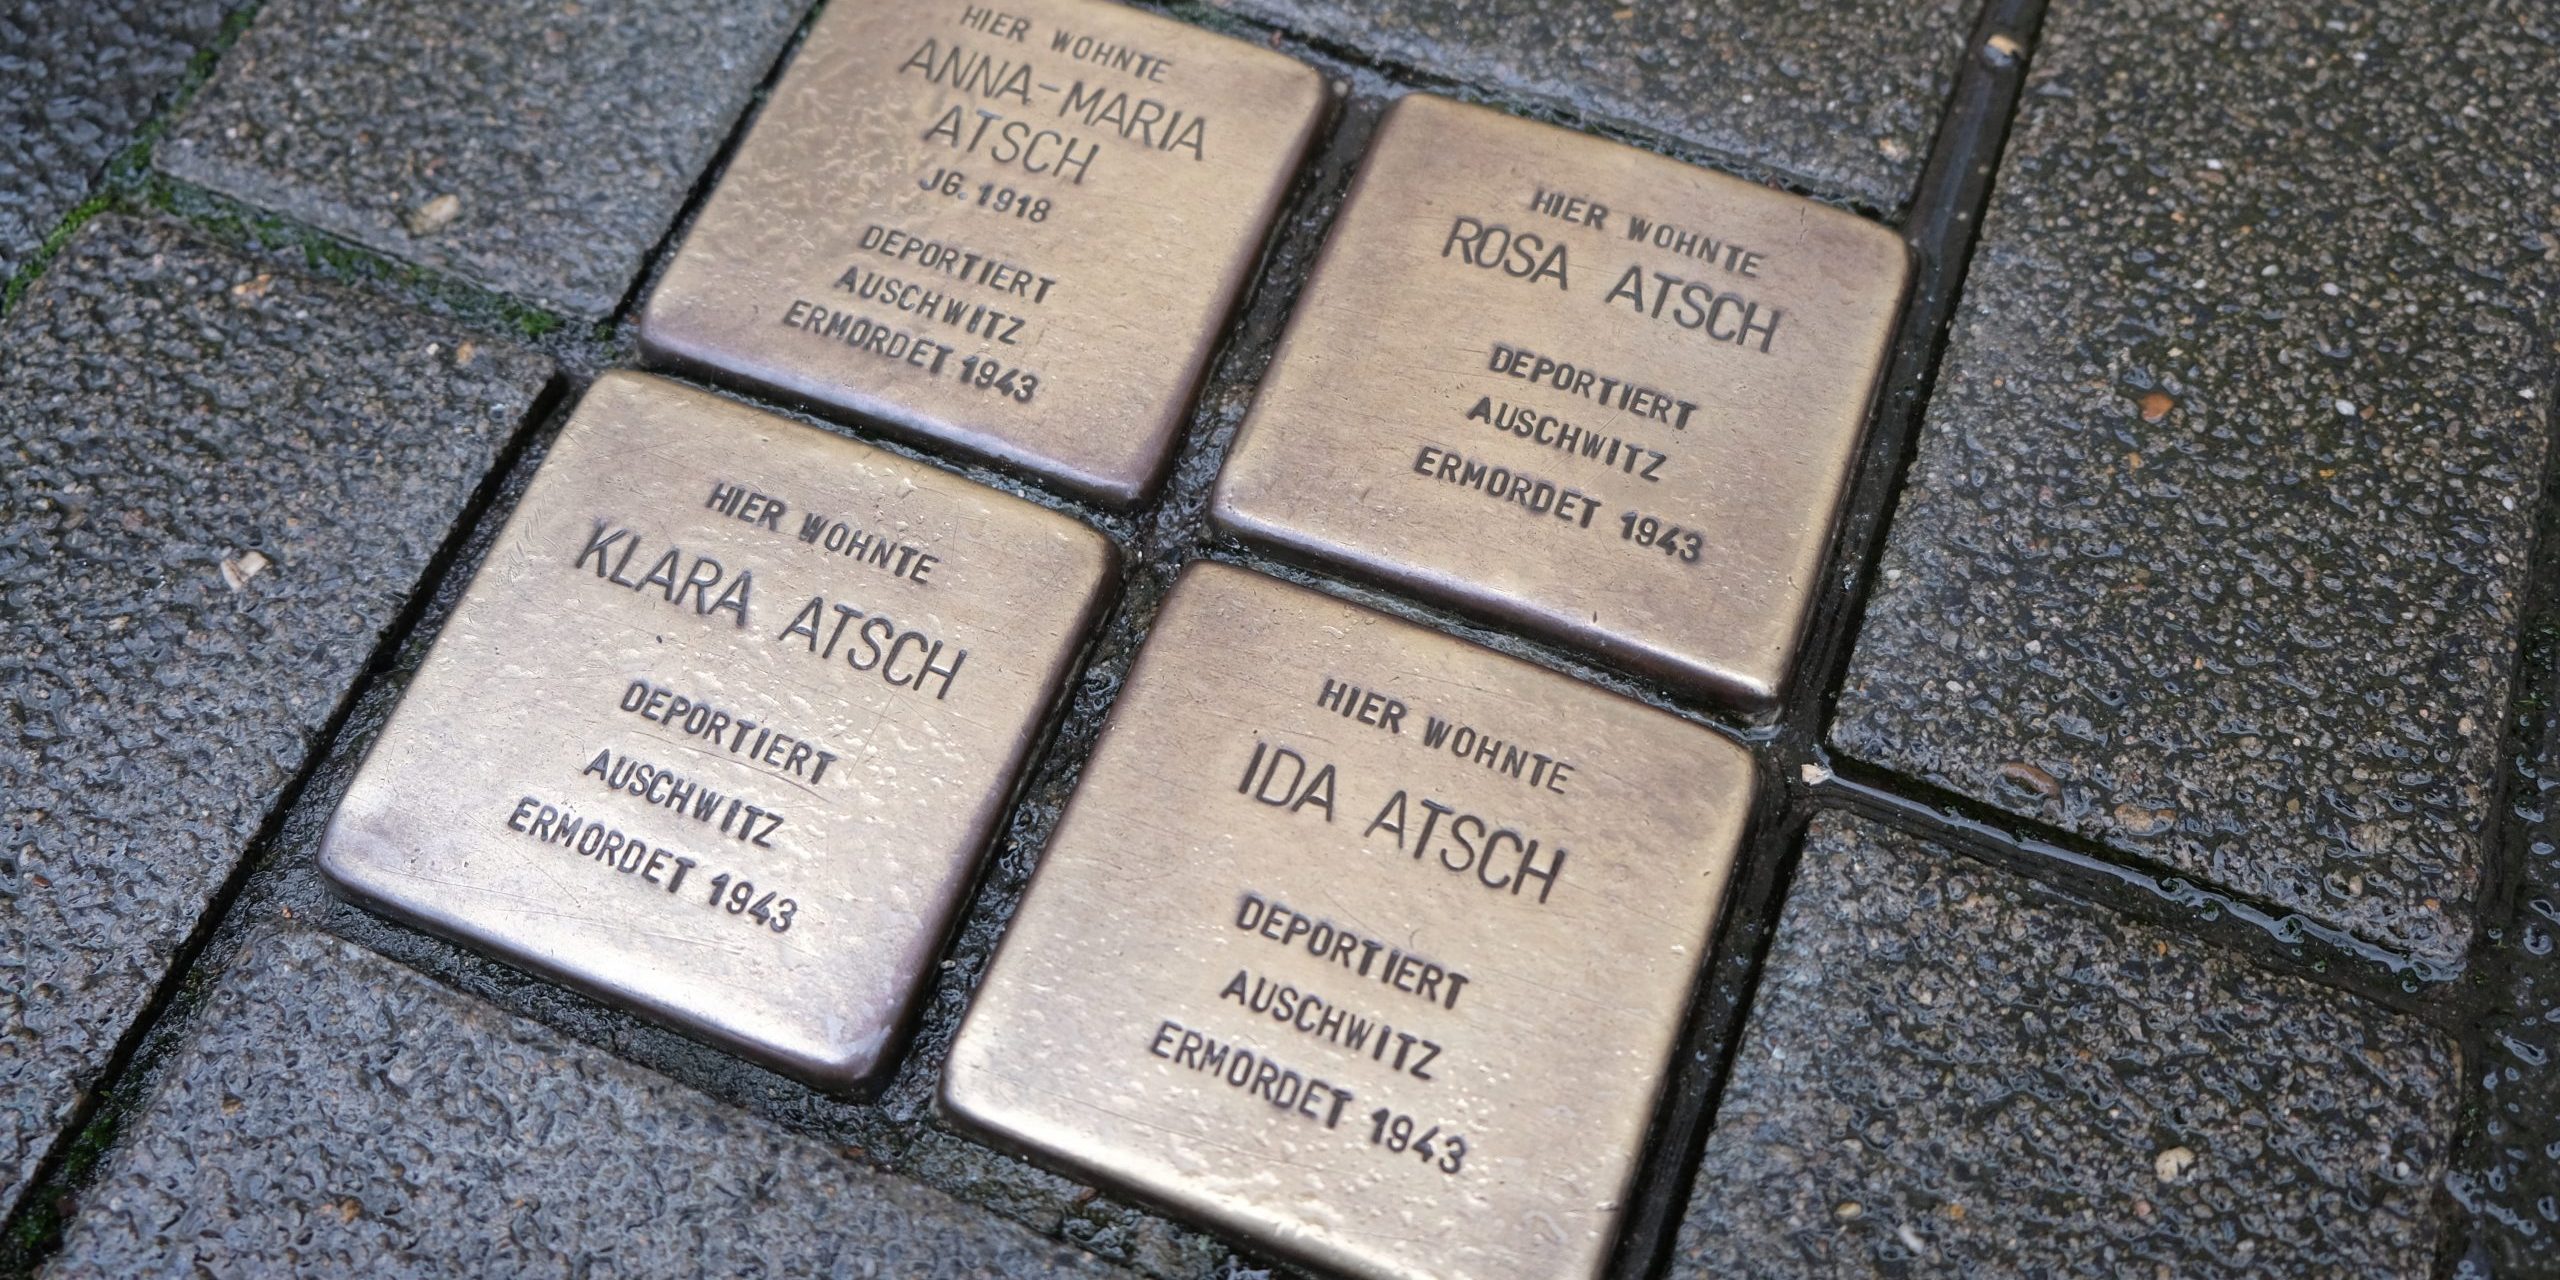 HIER WOHNTE
ANNA-MARIA
ATSCH
JG. 1918
DEPORTIERT
AUSCHWITZ
ERMORDET 1943
HIER WOHNTE
ROSA ATSCH
DEPORTIERT
AUSCHWITZ
ERMORDET 1943
HIER WOHNTE
KLARA ATSCH
DEPORTIERT
AUSCHWITZ
ERMORDET 1943
HIER WOHNTE
IDA ATSCH
DEPORTIERT
AUSCHWITZ
ERMORDET 1943